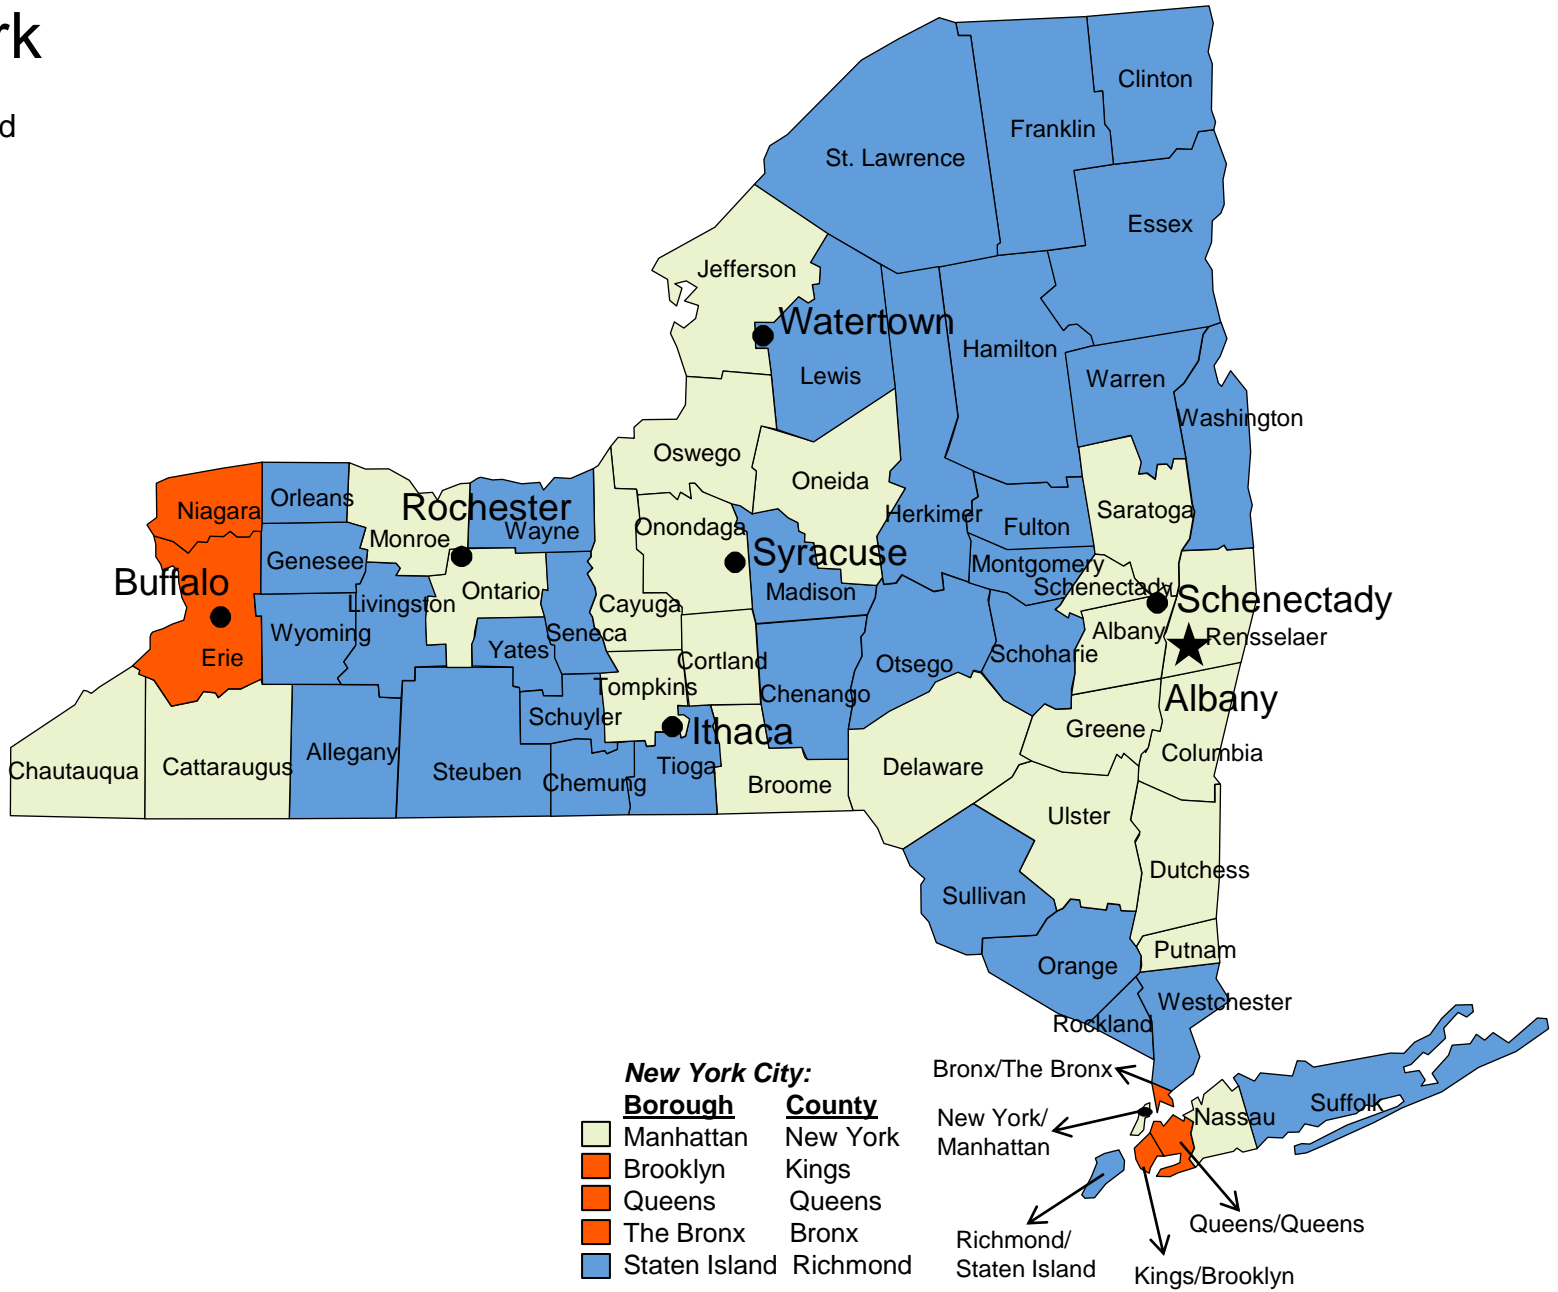 rk
d
Clinton
Franklin
St. Lawrence
Essex
Jefferson
Watertown
Hamilton
Lewis
Warren
Washington
Oswego
Oneida
Niagara
Orleans
Rochester
Wayne
Monroe
Onondaga
Herkimer
Fulton
Saratoga
Genesee
Syracuse
Montgomery
Schenectady
Buffalo
Livingston
Ontario
Cayuga
Madison
Schenectady
Wyoming
Seneca
Albany
Rensselaer
Erie
Yates
Cortland
Otsego
Schoharie
Tompkins
Chenango
Albany
Schuyler
Ithaca
Greene
Columbia
Chautauqua
Cattaraugus
Allegany
Steuben
Chemung
Tioga
Broome
Delaware
Ulster
Dutchess
Sullivan
Putnam
Orange
Westchester
Rockland
Bronx/The Bronx
New York/
Manhattan
Nassau
Suffolk
Queens/Queens
Richmond/
Staten Island
Kings/Brooklyn
New York City:
Borough County
Manhattan New York
Brooklyn Kings
Queens Queens
The Bronx Bronx
Staten Island Richmond